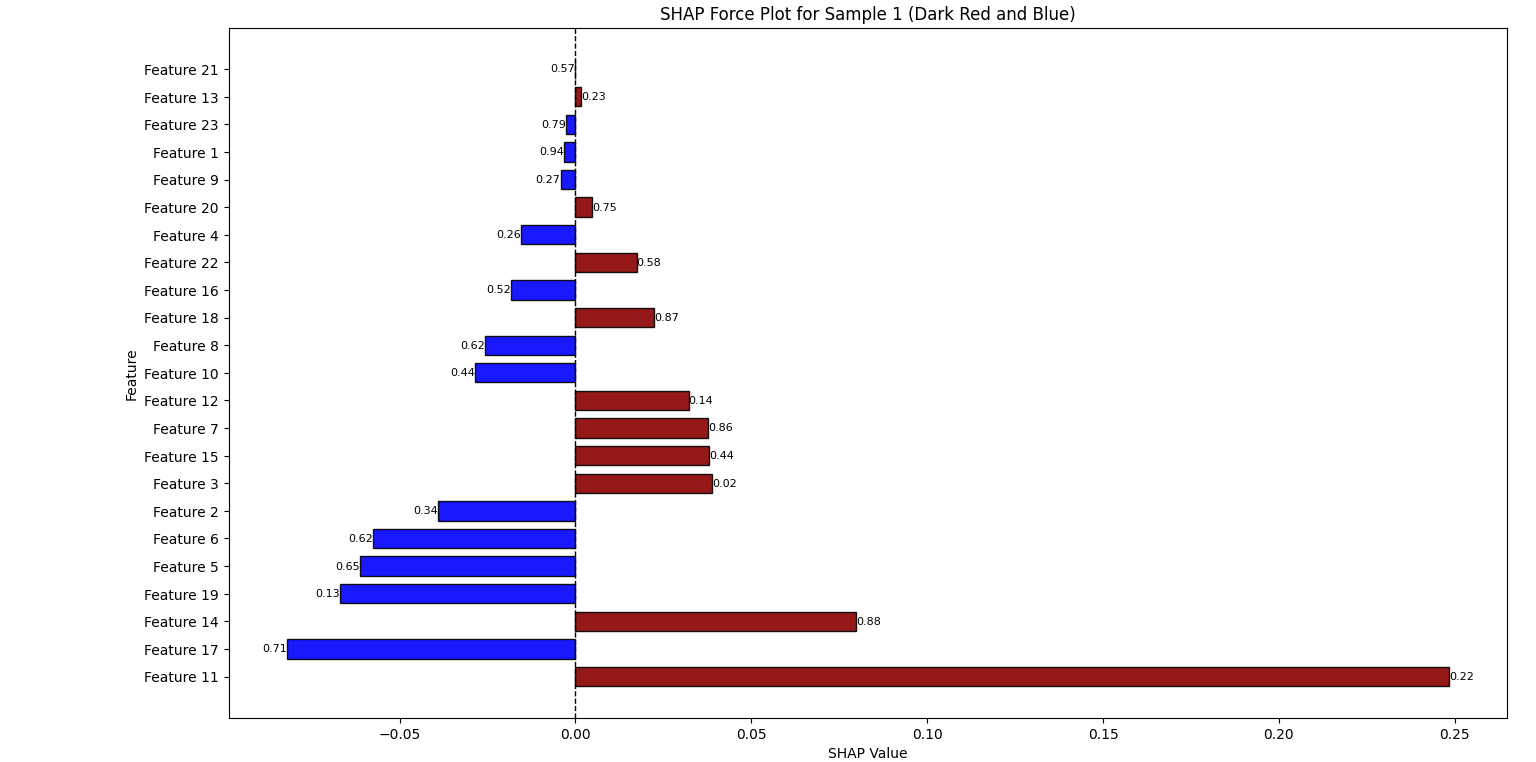 SHAP Force Plot for Sample 1 (Dark Red and Blue)
Feature 21 0.57
Feature 13 0.23
Feature 23 0.79
Feature 1 0.94
Feature 9 0.27
Feature 20 0.75
Feature 4 0.26
Feature 22 0.58
Feature 16 0.52
Feature 18 0.87
Feature 8 0.62
Feature 10 0.44
Feature
Feature 12 0.14
Feature 7 0.86
Feature 15 0.44
Feature 3 0.02
Feature 2 0.34
Feature 6 0.62
Feature 5 0.65
Feature 19 0.13
Feature 14 0.88
Feature 17 0.71
Feature 11 0.22
−0.05 0.00 0.05 0.10 0.15 0.20 0.25
SHAP Value